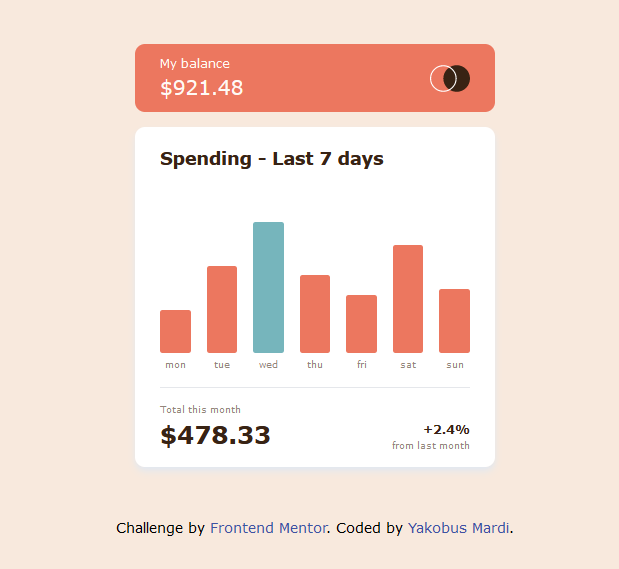 My balance
$921.48
Spending - Last 7 days
mon tue wed thu fri sat sun
Total this month
$478.33
+2.4%
from last month
Challenge by Frontend Mentor. Coded by Yakobus Mardi.